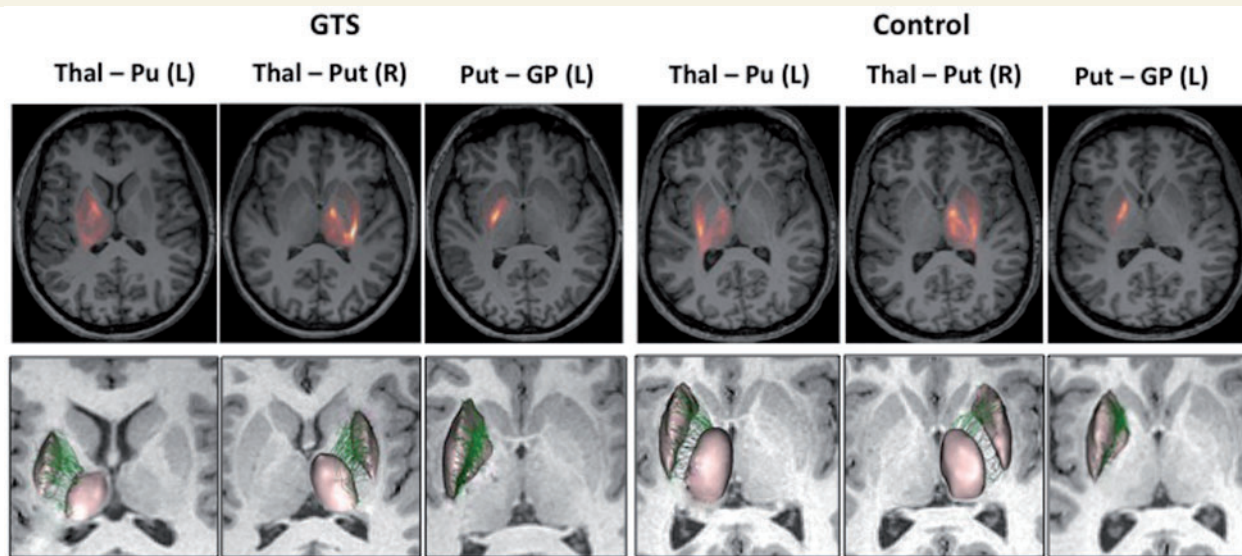 GTS Control
Thal – Pu (L) Thal – Put (R) Put – GP (L) Thal – Pu (L) Thal – Put (R) Put – GP (L)